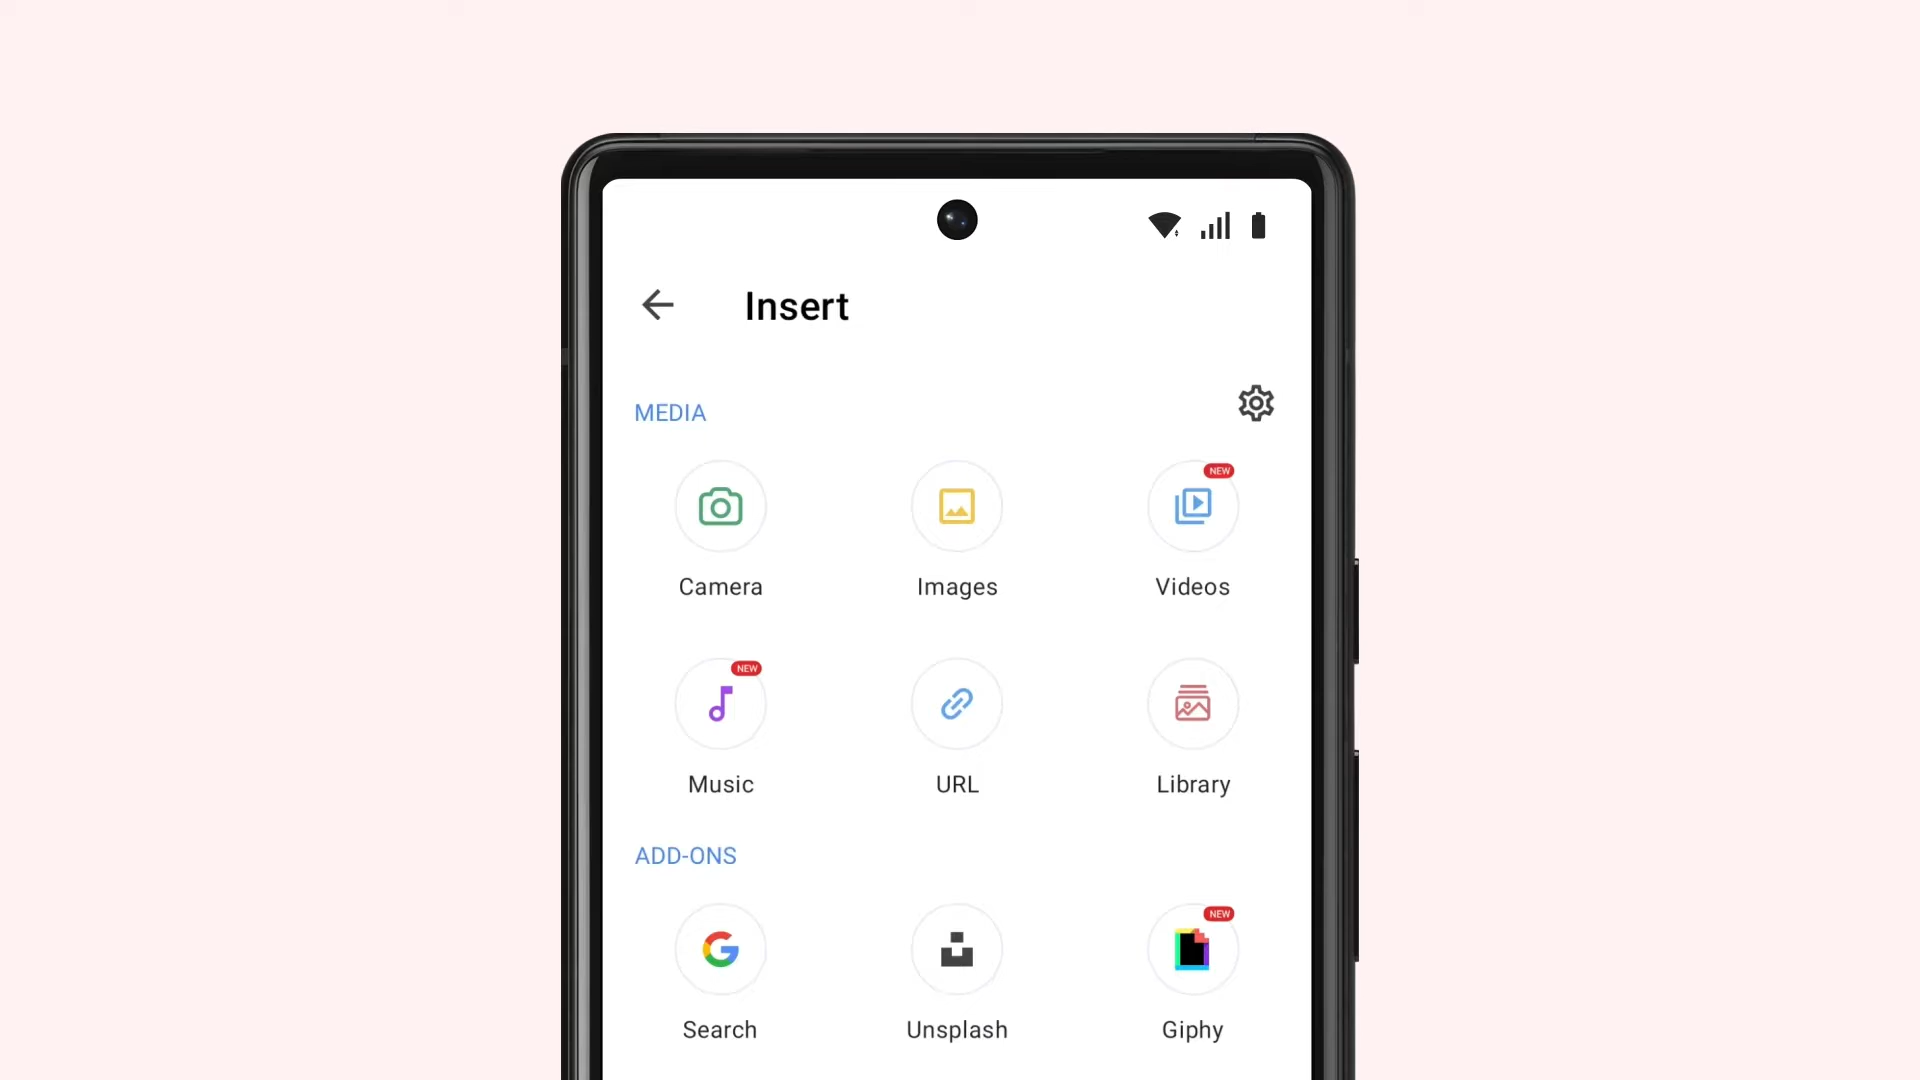 Insert
MEDIA
NEW
Camera
Images
Videos
NEW
Music
URL
Library
ADD-ONS
NEW
Search
Unsplash
Giphy